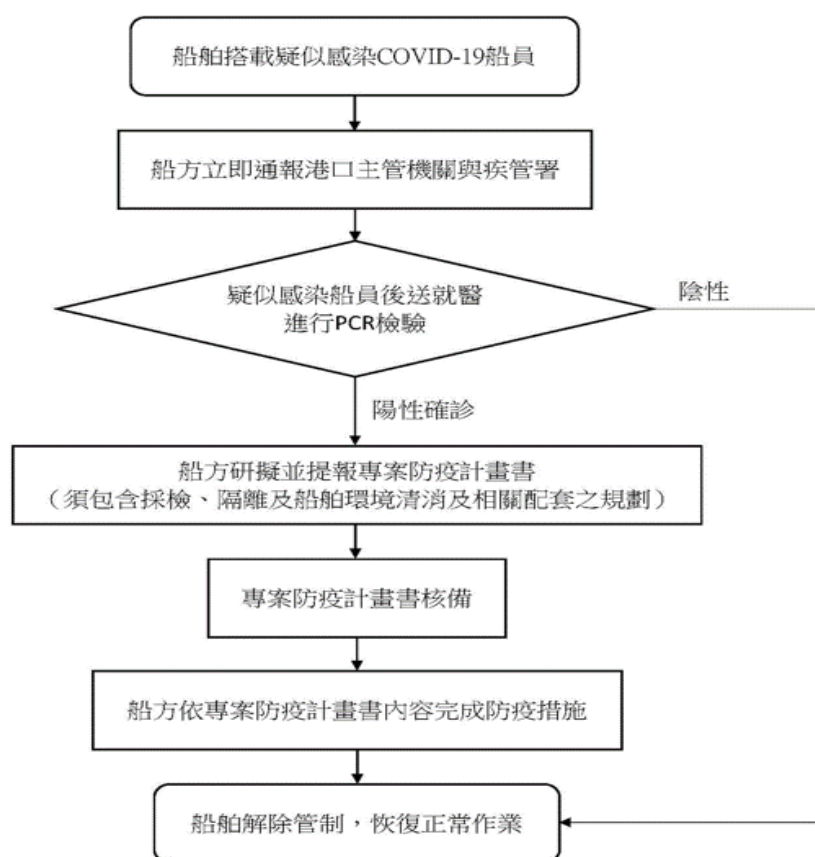 船舶搭載疑似感染COVID-19船員
船方立即通報港口主管機關與疾管署
疑似感染船員後送就醫
進行PCR檢驗
陰性
陽性確診
船方研擬並提報專案防疫計畫書
（須包含採檢、隔離及船舶環境清消及相關配套之規劃）
專案防疫計畫書核備
船方依專案防疫計畫書內容完成防疫措施
船舶解除管制，恢復正常作業